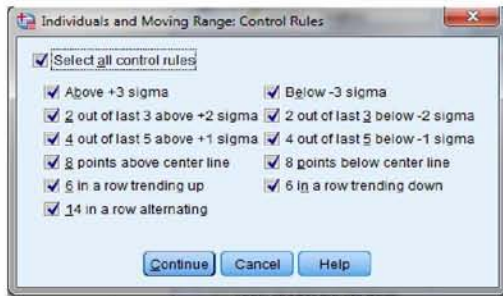 Individuals and Moving Range: Control Rules
Select all control rules
Above +3 sigma
Below -3 sigma
2 out of last 3 above +2 sigma
2 out of last 3 below -2 sigma
4 out of last 5 above +1 sigma
4 out of last 5 below -1 sigma
8 points above center line
8 points below center line
6 in a row trending up
6 in a row trending down
14 in a row alternating
Continue
Cancel
Help